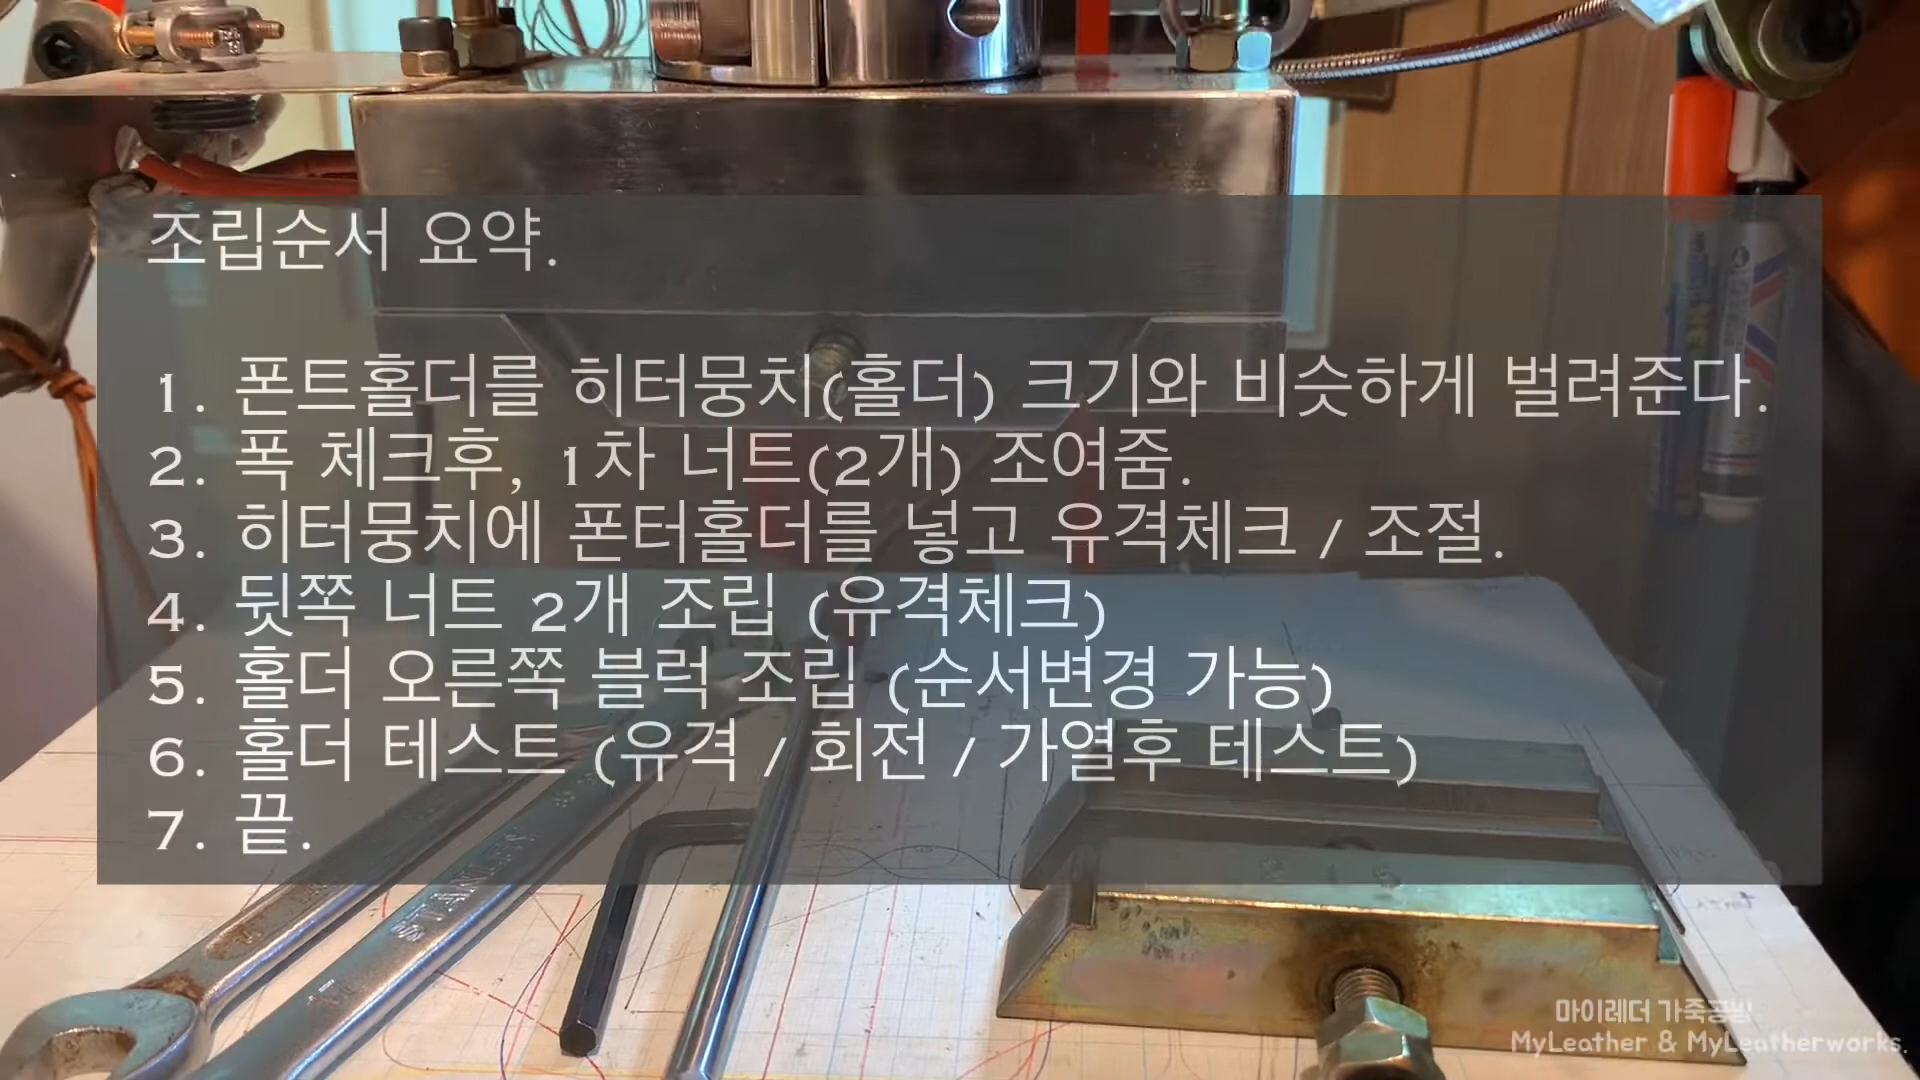 조립순서 요약.
1. 폰트홀더를 히터뭉치(홀더) 크기와 비슷하게 벌려준다.
2. 폭 체크후, 1차 너트(2개) 조여줌.
3. 히터뭉치에 폰터홀더를 넣고 유격체크 / 조절.
4. 뒷쪽 너트 2개 조립 (유격체크)
5. 홀더 오른쪽 블럭 조립 (순서변경 가능)
6. 홀더 테스트 (유격 / 회전 / 가열후 테스트)
7. 끝.
STANLEY
마이레더 가죽공방
MyLeather & MyLeatherworks.